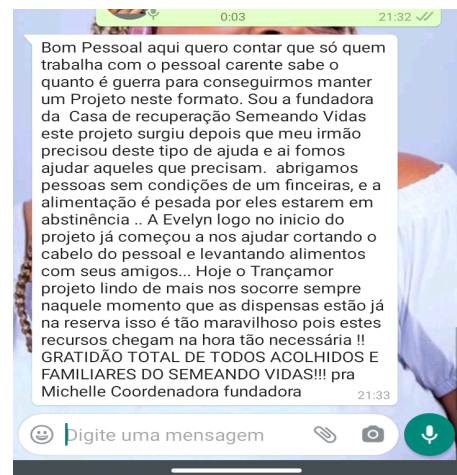 0:03
21:32
Bom Pessoal aqui quero contar que só quem
trabalha com o pessoal carente sabe o
quanto é guerra para conseguirmos manter
um Projeto neste formato. Sou a fundadora
da  Casa de recuperação Semeando Vidas
este projeto surgiu depois que meu irmão
precisou deste tipo de ajuda e ai fomos
ajudar aqueles que precisam.  abrigamos
pessoas sem condições de um finceiras, e a
alimentação é pesada por eles estarem em
abstinência .. A Evelyn logo no inicio do
projeto já começou a nos ajudar cortando o
cabelo do pessoal e levantando alimentos
com seus amigos... Hoje o Trançamor
projeto lindo de mais nos socorre sempre
naquele momento que as dispensas estão já
na reserva isso é tão maravilhoso pois estes
recursos chegam na hora tão necessária !!
GRATIDÃO TOTAL DE TODOS ACOLHIDOS E
FAMILIARES DO SEMEANDO VIDAS!!! pra
Michelle Coordenadora fundadora
21:33
Digite uma mensagem